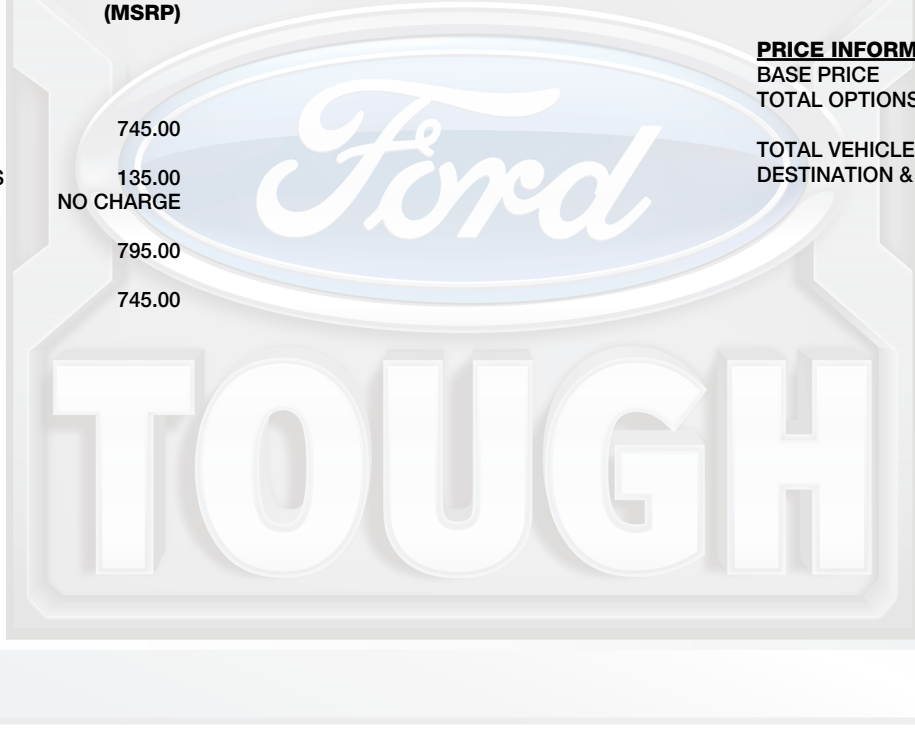 (MSRP)
745.00
S 135.00
NO CHARGE
795.00
745.00
PRICE INFORM
BASE PRICE
TOTAL OPTIONS
TOTAL VEHICLE
DESTINATION &
Ford
TOUGH